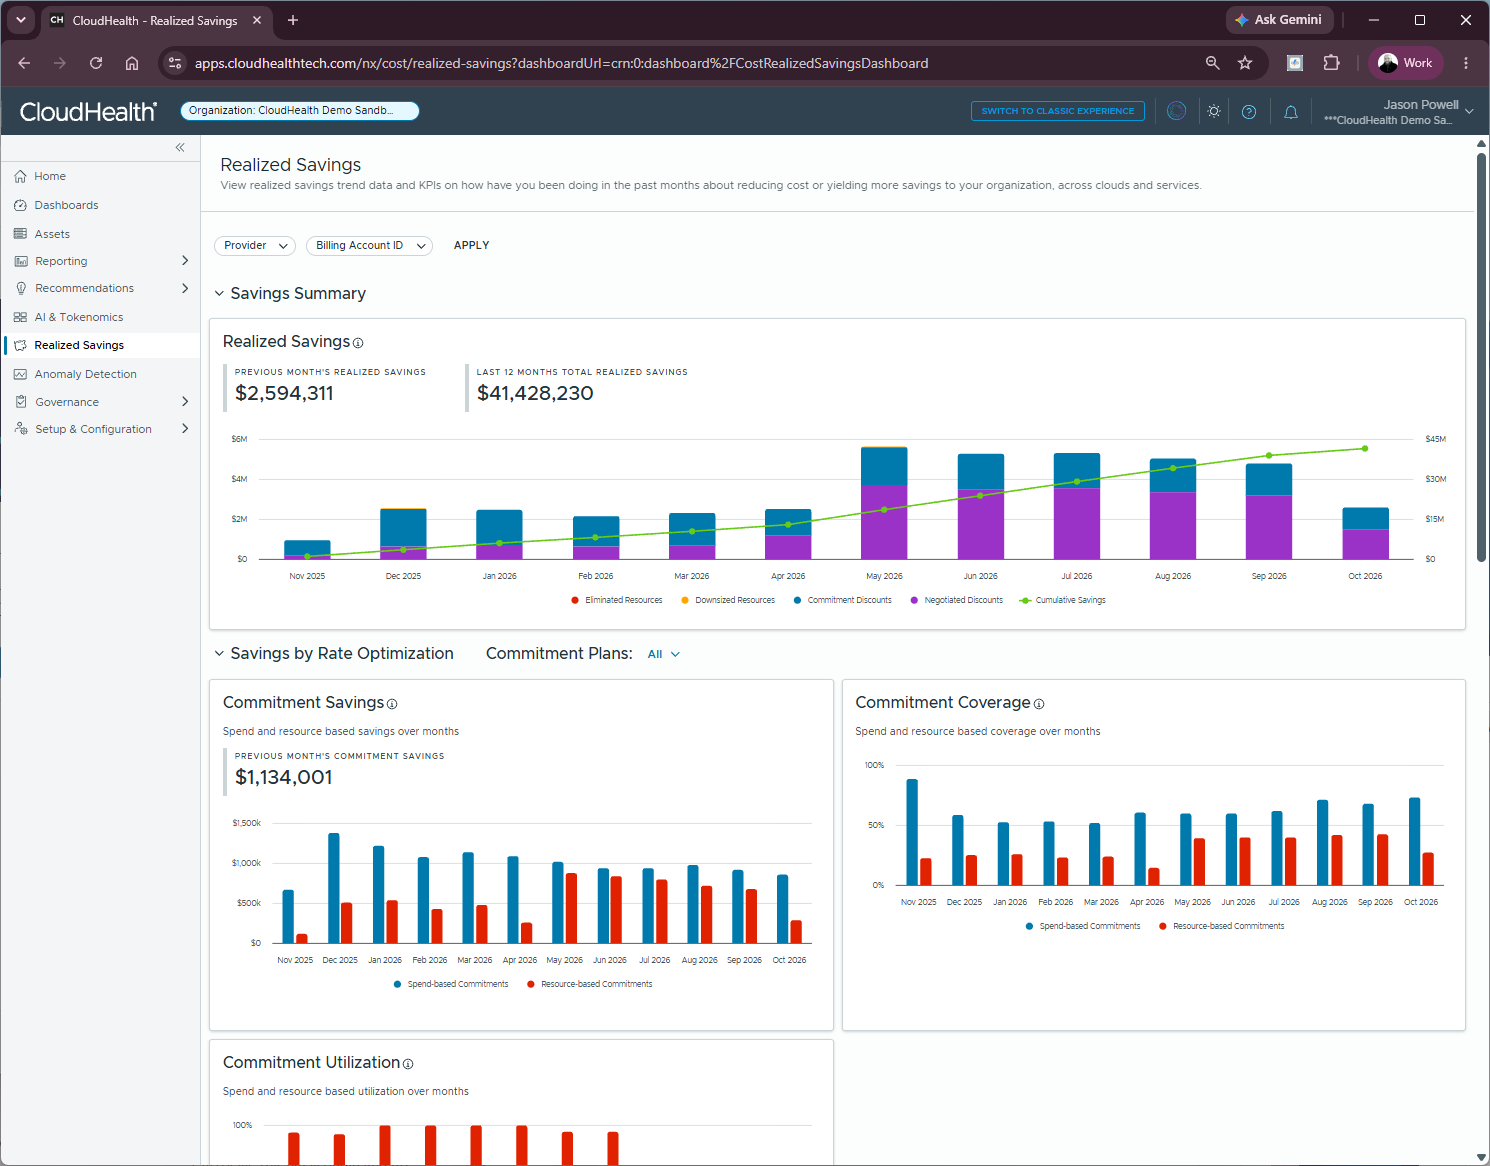 CH CloudHealth - Realized Savings
Ask Gemini
apps.cloudhealthtech.com/nx/cost/realized-savings?dashboardUrl=crn:0:dashboard%2FCostRealizedSavingsDashboard
Work
CloudHealth
Organization: CloudHealth Demo Sandb...
SWITCH TO CLASSIC EXPERIENCE
Jason Powell
***CloudHealth Demo Sa...
Home
Dashboards
Assets
Reporting
Recommendations
AI & Tokenomics
Realized Savings
Anomaly Detection
Governance
Setup & Configuration
Realized Savings
View realized savings trend data and KPIs on how have you been doing in the past months about reducing cost or yielding more savings to your organization, across clouds and services.
Provider
Billing Account ID
APPLY
Savings Summary
Realized Savings
PREVIOUS MONTH'S REALIZED SAVINGS
$2,594,311
LAST 12 MONTHS TOTAL REALIZED SAVINGS
$41,428,230
$6M $45M
$4M $30M
$2M $15M
$0 $0
Nov 2025 Dec 2025 Jan 2026 Feb 2026 Mar 2026 Apr 2026 May 2026 Jun 2026 Jul 2026 Aug 2026 Sep 2026 Oct 2026
Eliminated Resources Downsized Resources Commitment Discounts Negotiated Discounts Cumulative Savings
Savings by Rate Optimization Commitment Plans: All
Commitment Savings
Spend and resource based savings over months
PREVIOUS MONTH'S COMMITMENT SAVINGS
$1,134,001
$1,500k
$1,000k
$500k
$0
Nov 2025 Dec 2025 Jan 2026 Feb 2026 Mar 2026 Apr 2026 May 2026 Jun 2026 Jul 2026 Aug 2026 Sep 2026 Oct 2026
Spend-based Commitments Resource-based Commitments
Commitment Coverage
Spend and resource based coverage over months
100%
50%
0%
Nov 2025 Dec 2025 Jan 2026 Feb 2026 Mar 2026 Apr 2026 May 2026 Jun 2026 Jul 2026 Aug 2026 Sep 2026 Oct 2026
Spend-based Commitments Resource-based Commitments
Commitment Utilization
Spend and resource based utilization over months
100%